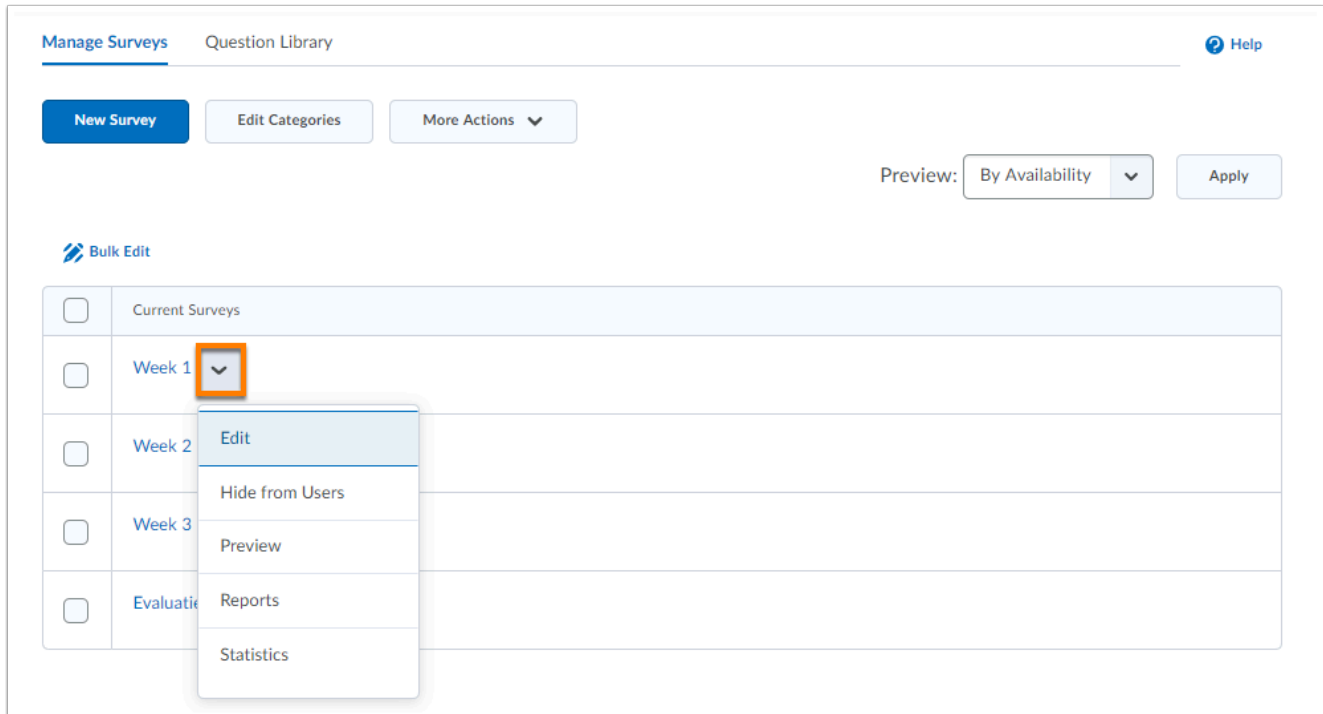 Manage Surveys Question Library Help
New Survey Edit Categories More Actions
Preview: By Availability Apply
Bulk Edit
Current Surveys
Week 1
Edit
Week 2
Hide from Users
Week 3
Preview
Evaluatie
Reports
Statistics